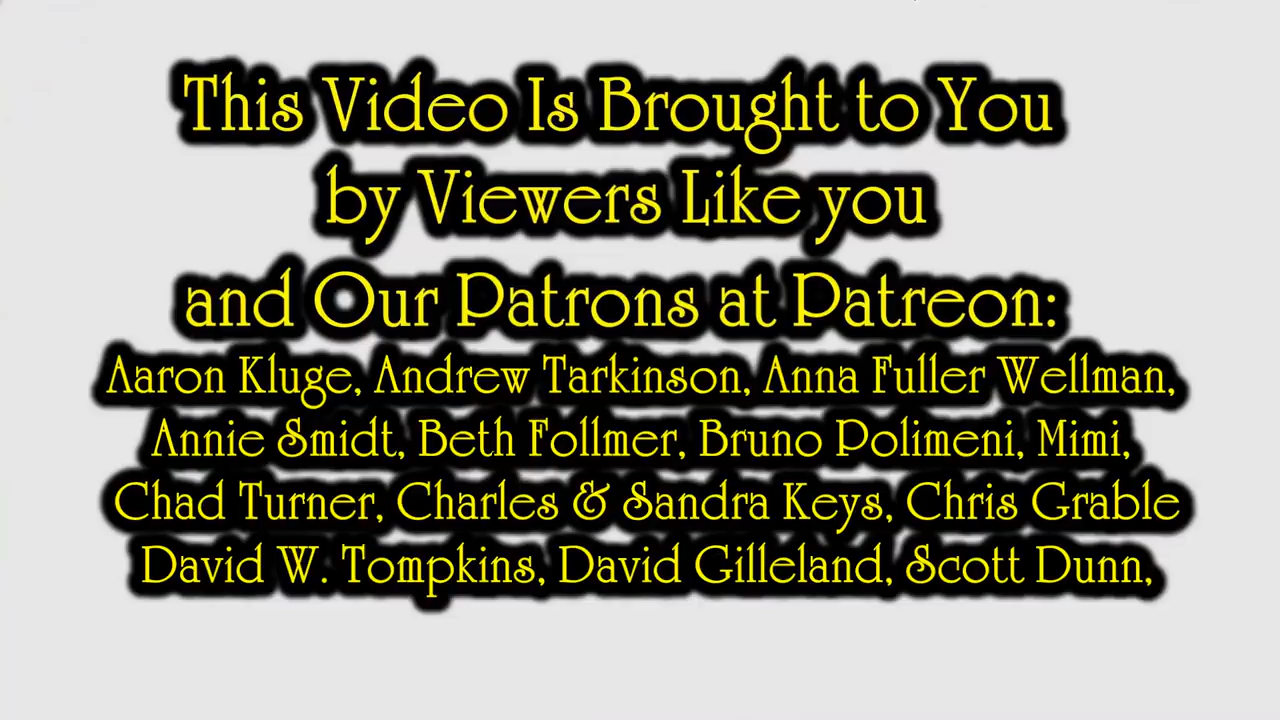 This Video Is Brought to You
by Viewers Like you
and Our Patrons at Patreon:
Aaron Kluge, Andrew Tarkinson, Anna Fuller Wellman,
Annie Smidt, Beth Follmer, Bruno Polimeni, Mimi,
Chad Turner, Charles & Sandra Keys, Chris Grable
David W. Tompkins, David Gilleland, Scott Dunn,